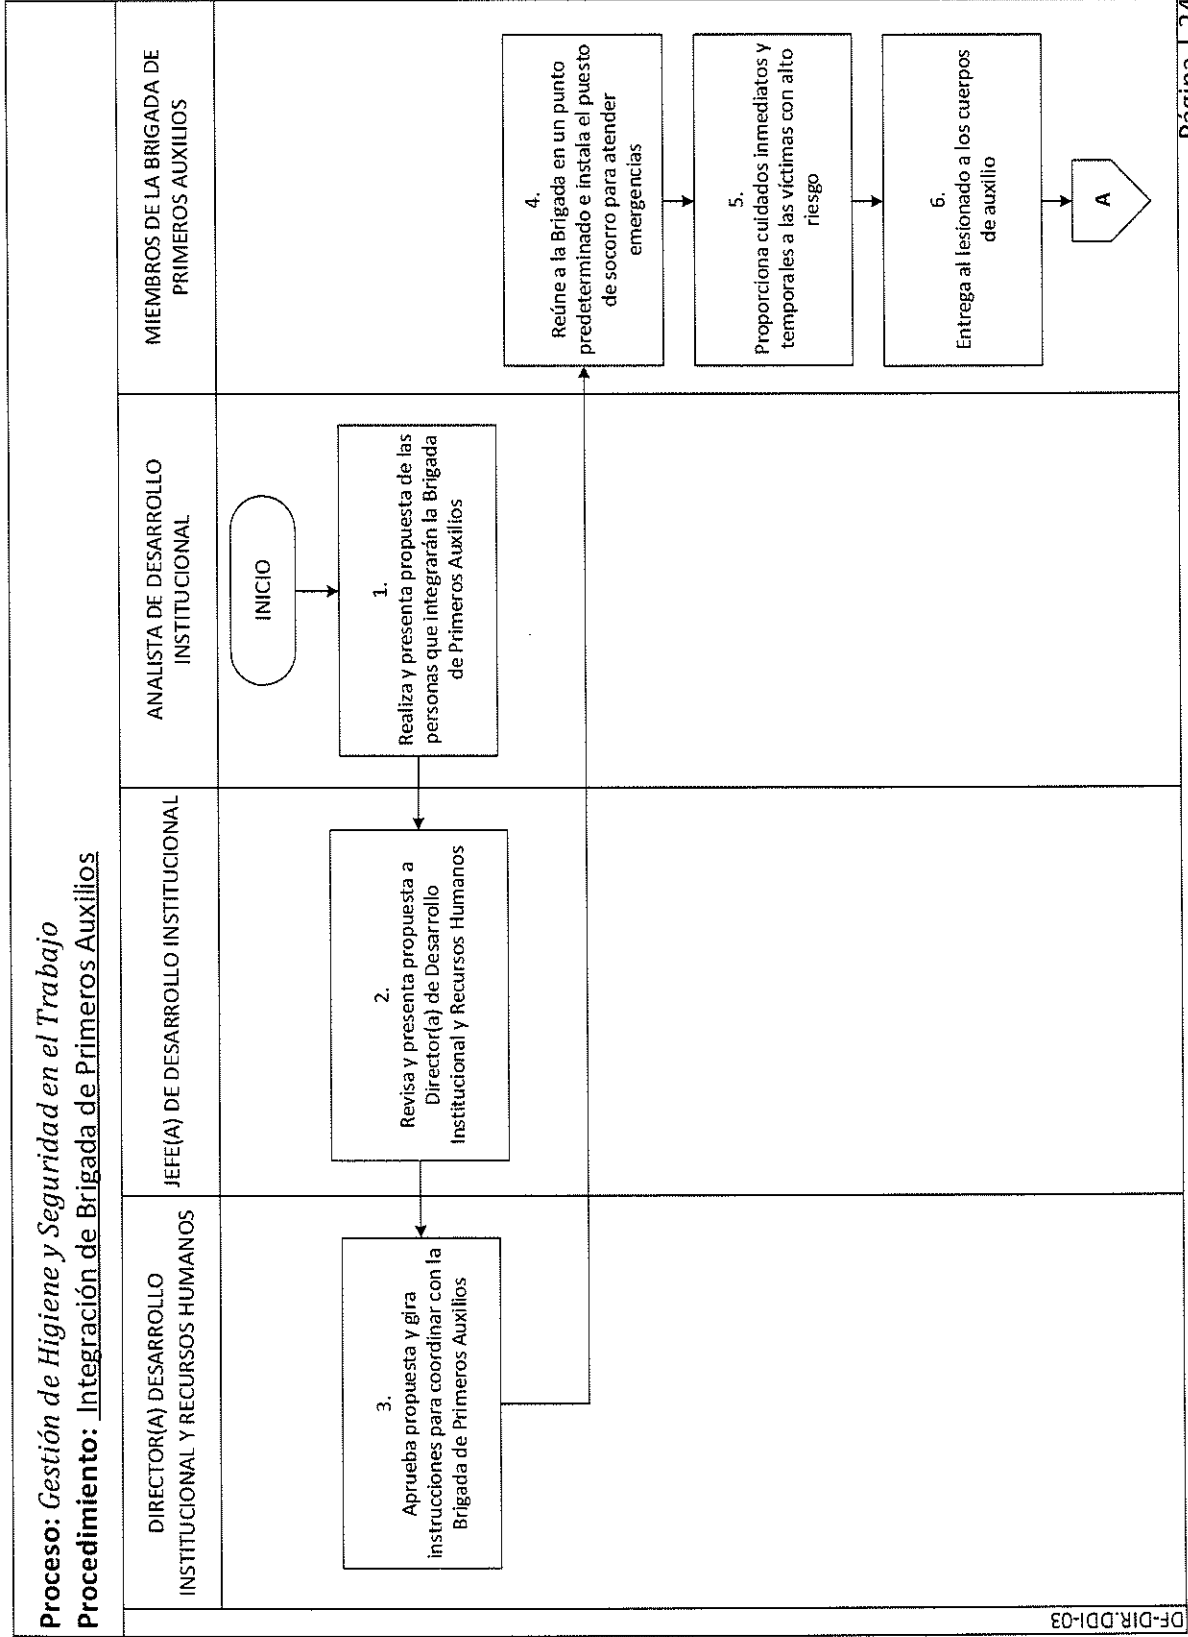 Proceso: Gestión de Higiene y Seguridad en el Trabajo
Procedimiento: Integración de Brigada de Primeros Auxilios
DIRECTOR(A) DESARROLLO
INSTITUCIONAL Y RECURSOS HUMANOS
JEFE(A) DE DESARROLLO INSTITUCIONAL
ANALISTA DE DESARROLLO
INSTITUCIONAL
MIEMBROS DE LA BRIGADA DE
PRIMEROS AUXILIOS
INICIO
1.
Realiza y presenta propuesta de las
personas que integrarán la Brigada
de Primeros Auxilios
2.
Revisa y presenta propuesta a
Director(a) de Desarrollo
Institucional y Recursos Humanos
3.
Aprueba propuesta y gira
instrucciones para coordinar con la
Brigada de Primeros Auxilios
4.
Reúne a la Brigada en un punto
predeterminado e instala el puesto
de socorro para atender
emergencias
5.
Proporciona cuidados inmediatos y
temporales a las víctimas con alto
riesgo
6.
Entrega al lesionado a los cuerpos
de auxilio
A
DF-DIR.DDI-03
Página | 24